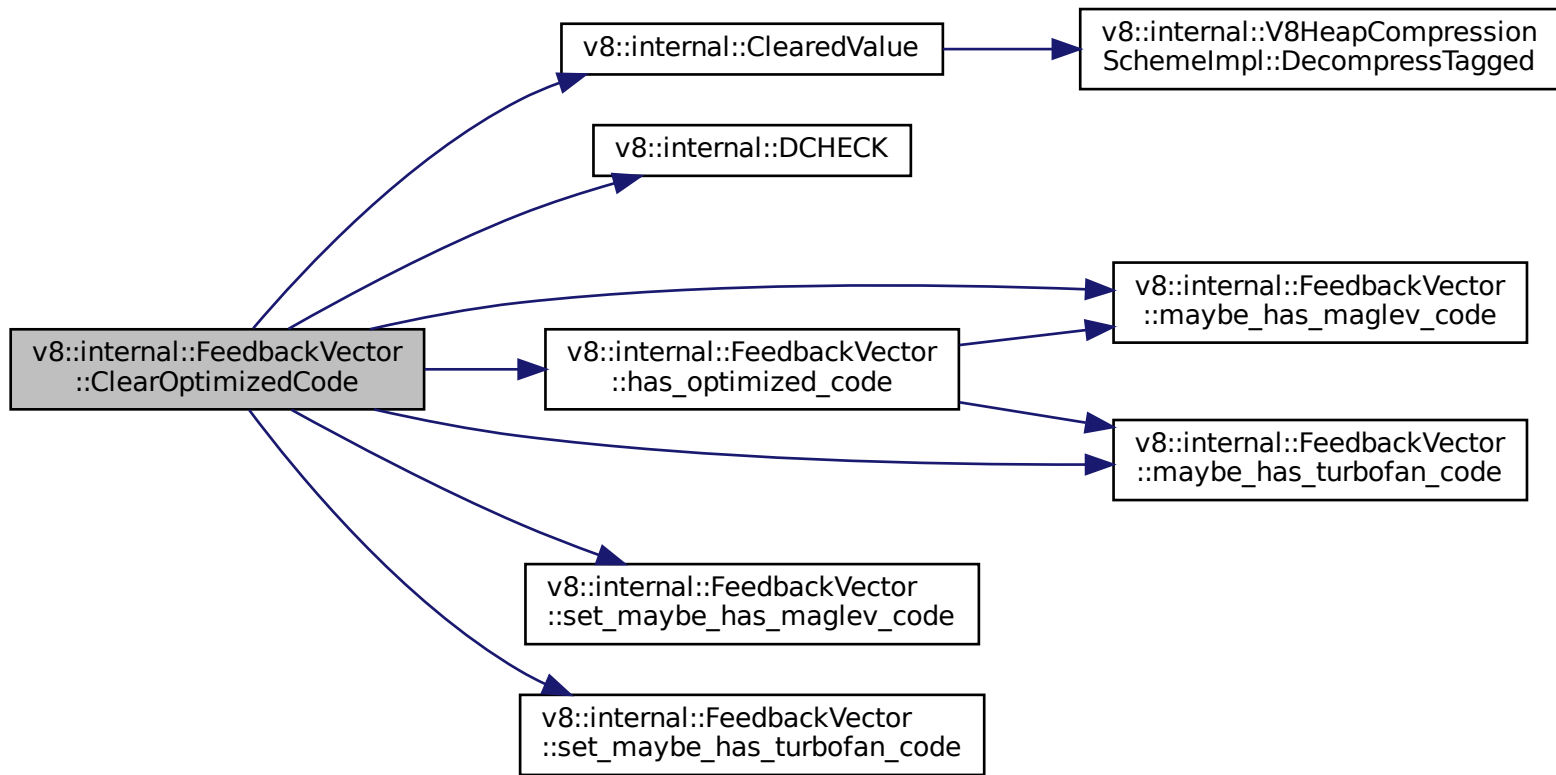 v8::internal::ClearedValue
v8::internal::V8HeapCompression
SchemeImpl::DecompressTagged
v8::internal::DCHECK
v8::internal::FeedbackVector
::maybe_has_maglev_code
v8::internal::FeedbackVector
::ClearOptimizedCode
v8::internal::FeedbackVector
::has_optimized_code
v8::internal::FeedbackVector
::maybe_has_turbofan_code
v8::internal::FeedbackVector
::set_maybe_has_maglev_code
v8::internal::FeedbackVector
::set_maybe_has_turbofan_code